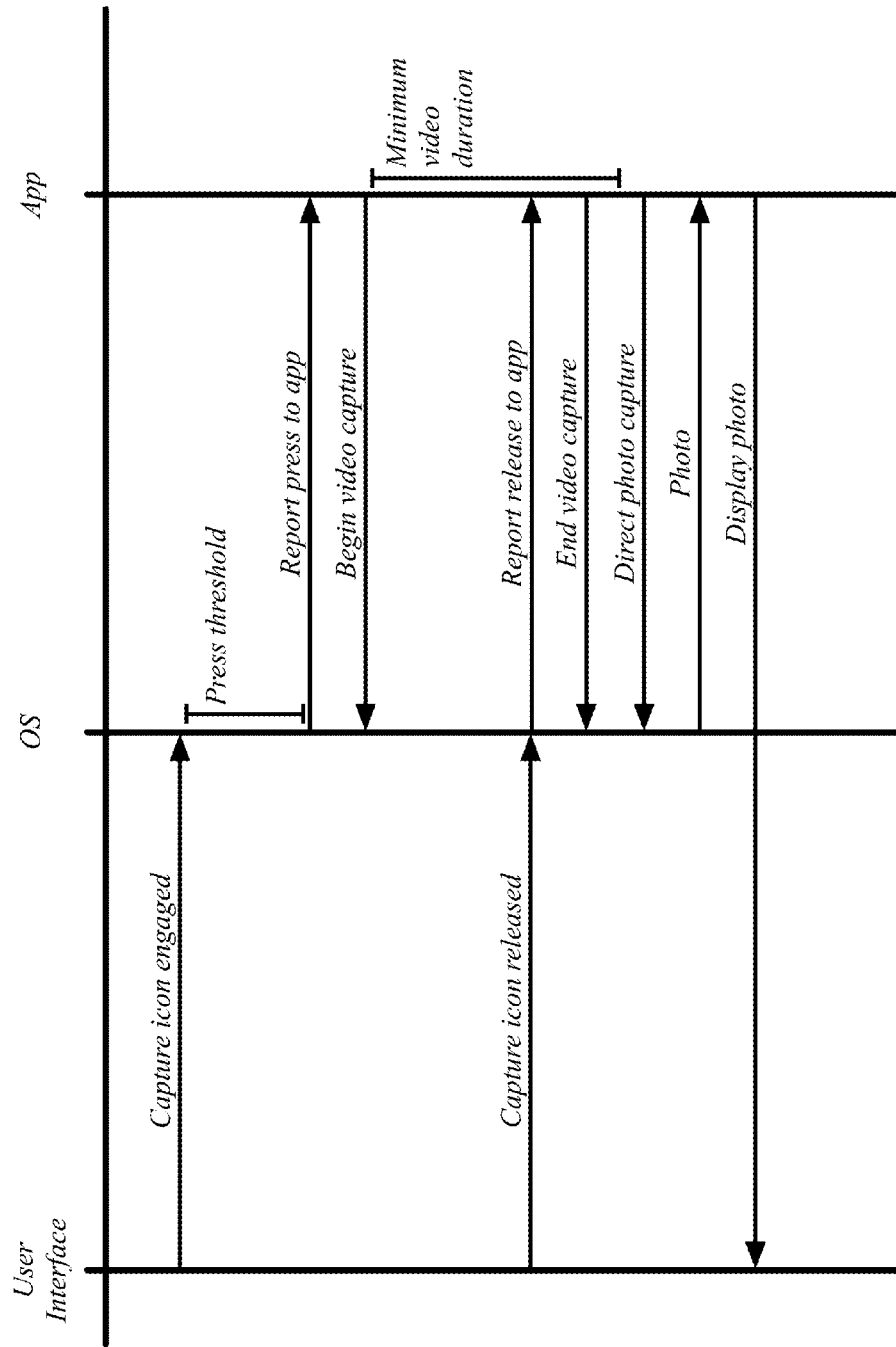 User
Interface
OS
App
Capture icon engaged
Press threshold
Report press to app
Begin video capture
Minimum
video
duration
Capture icon released
Report release to app
End video capture
Direct photo capture
Photo
Display photo